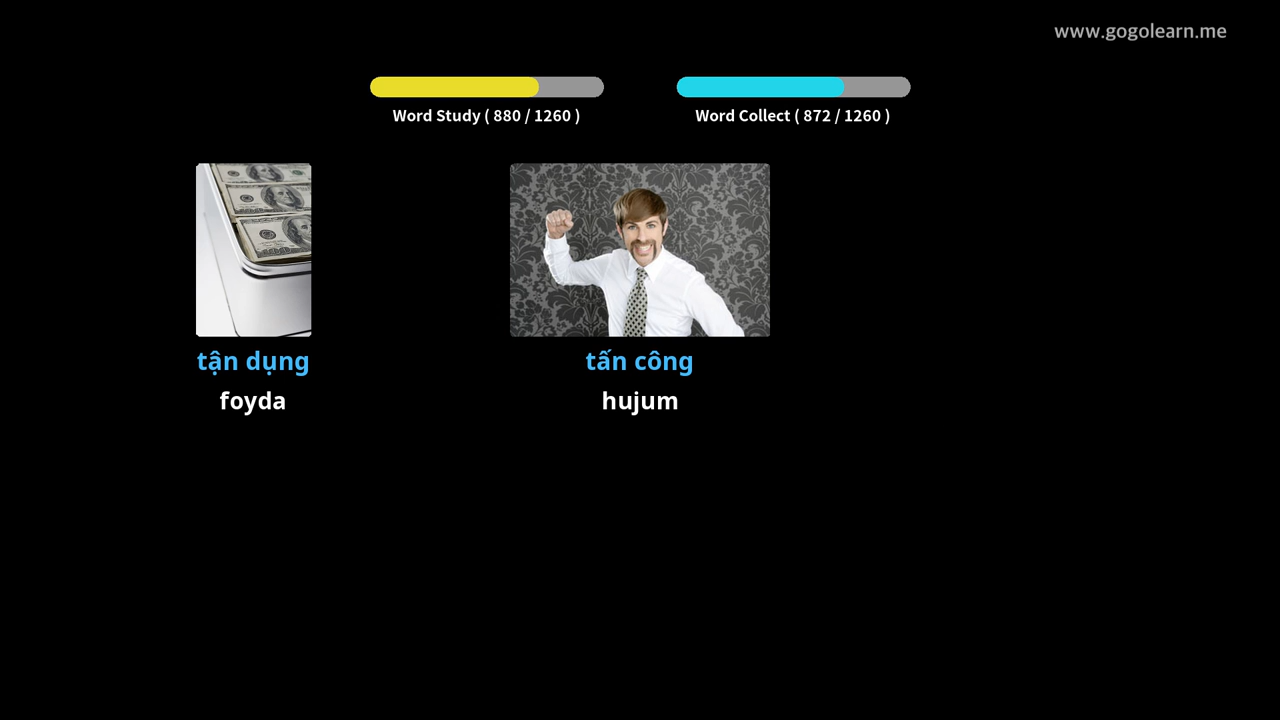 www.gogolearn.me
Word Study ( 880 / 1260 )
Word Collect ( 872 / 1260 )
tận dụng
foyda
tấn công
hujum